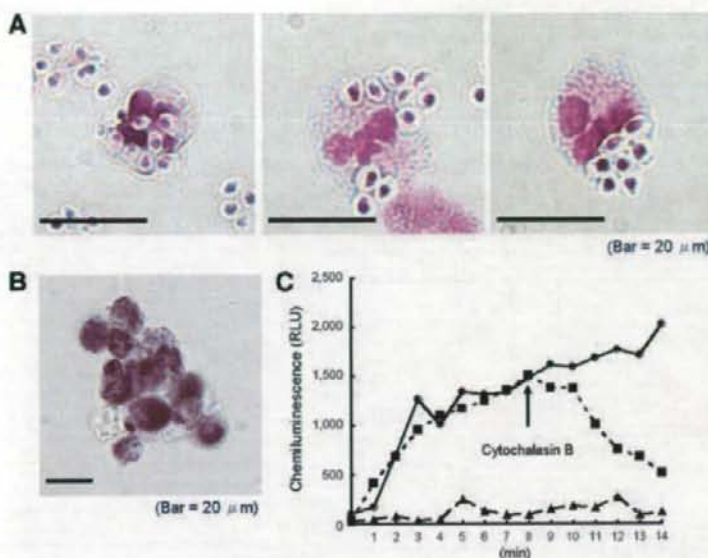 A
(Bar = 20 μm)
B
(Bar = 20 μm)
C
Chemiluminescence (RLU)
2,500
2,000
1,500
1,000
500
0
Cytochalasin B
1 2 3 4 5 6 7 8 9 10 11 12 13 14
(min)